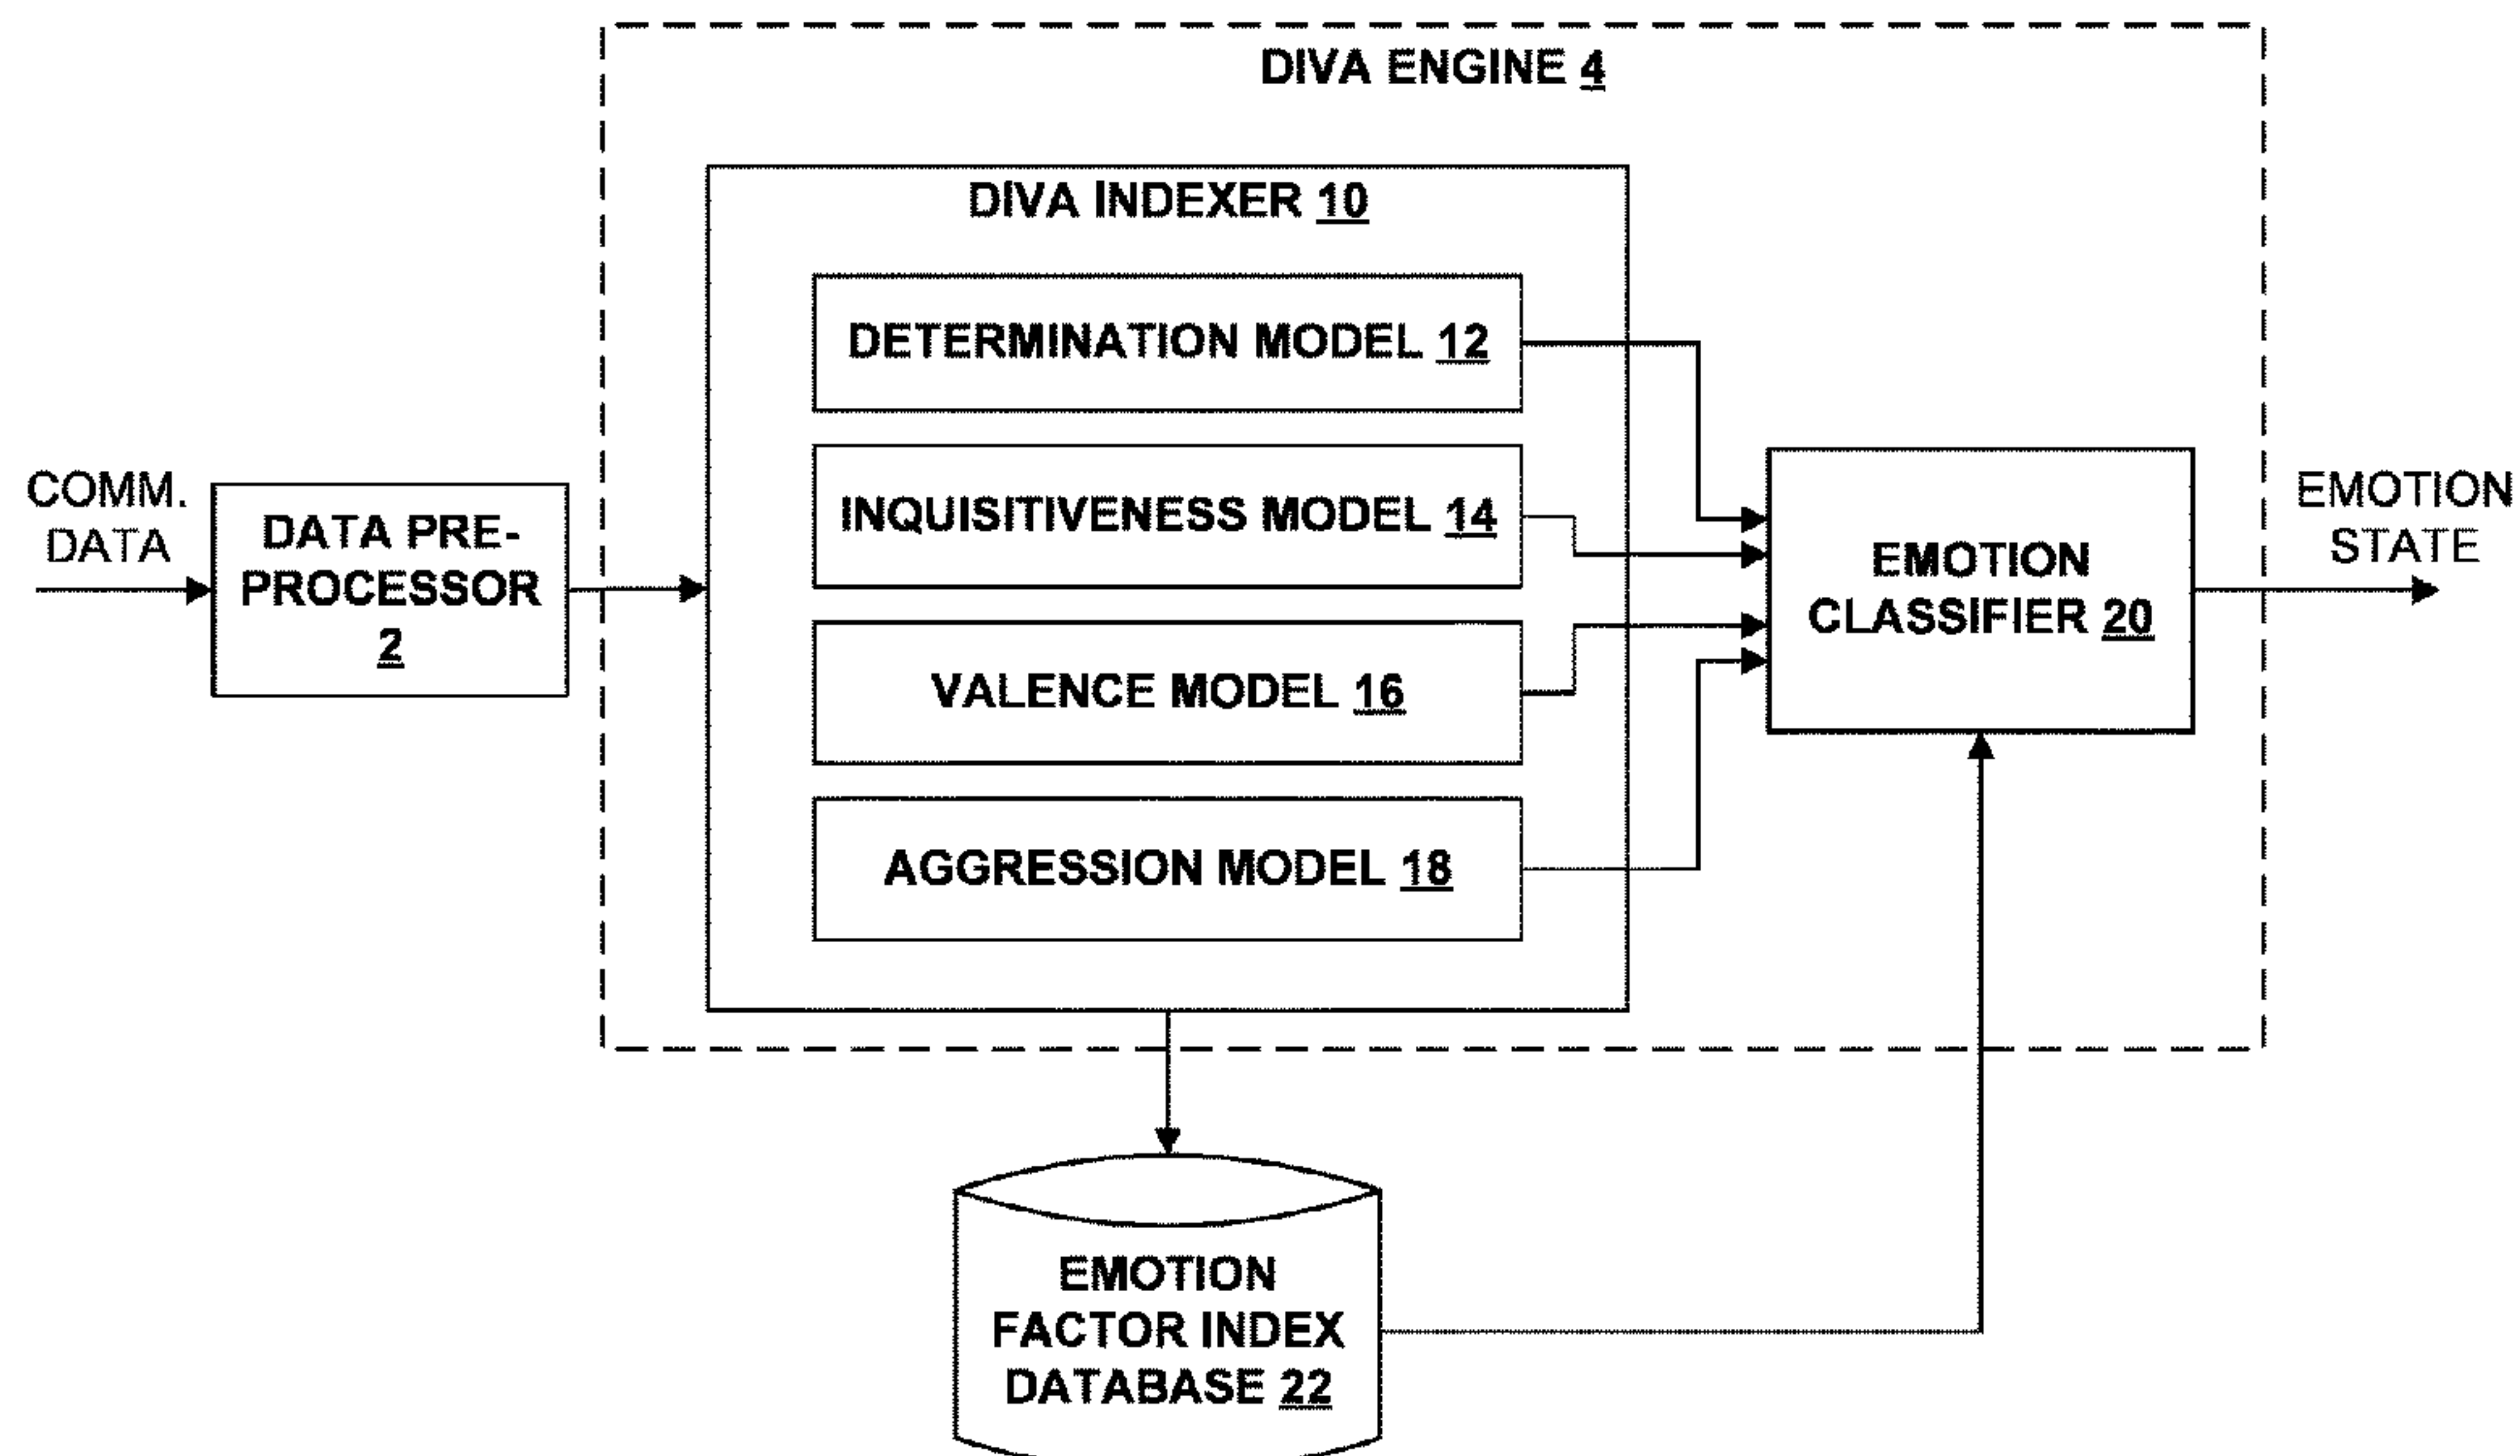 DIVA ENGINE 4
DIVA INDEXER 10
DETERMINATION MODEL 12
INQUISITIVENESS MODEL 14
VALENCE MODEL 16
AGGRESSION MODEL 18
COMM.
DATA
DATA PRE-
PROCESSOR
2
EMOTION
CLASSIFIER 20
EMOTION
STATE
EMOTION
FACTOR INDEX
DATABASE 22